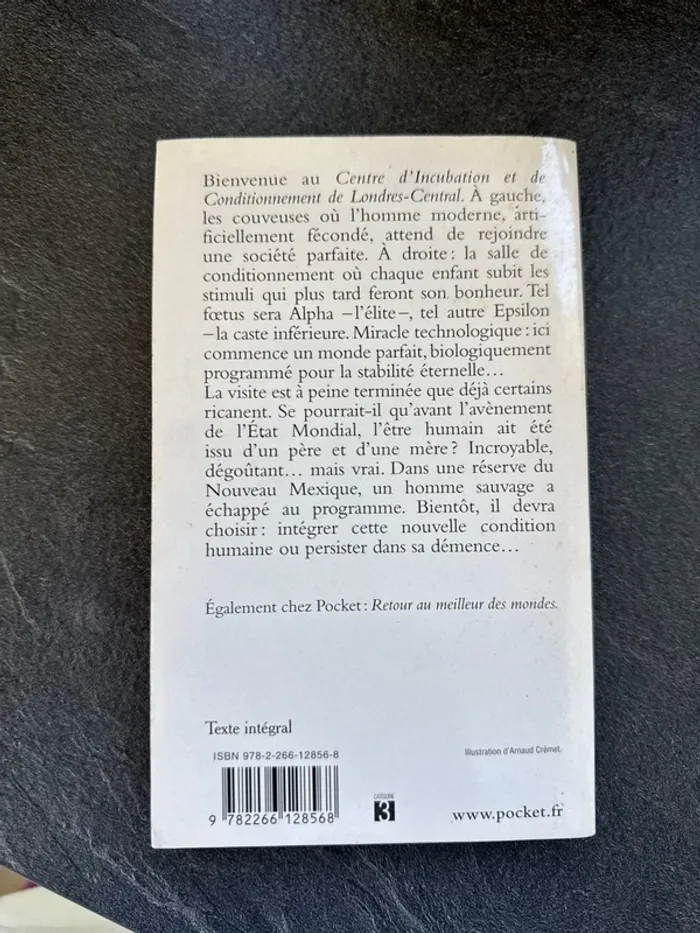 Bienvenue au Centre d'Incubation et de
Conditionnement de Londres-Central. À gauche,
les couveuses où l'homme moderne, arti-
ficiellement fécondé, attend de rejoindre
une société parfaite. À droite : la salle de
conditionnement où chaque enfant subit les
stimuli qui plus tard feront son bonheur. Tel
fœtus sera Alpha –l'élite–, tel autre Epsilon
–la caste inférieure. Miracle technologique : ici
commence un monde parfait, biologiquement
programmé pour la stabilité éternelle…
La visite est à peine terminée que déjà certains
ricanent. Se pourrait-il qu'avant l'avènement
de l'État Mondial, l'être humain ait été
issu d'un père et d'une mère ? Incroyable,
dégoûtant… mais vrai. Dans une réserve du
Nouveau Mexique, un homme sauvage a
échappé au programme. Bientôt, il devra
choisir : intégrer cette nouvelle condition
humaine ou persister dans sa démence…
Également chez Pocket : Retour au meilleur des mondes.
Texte intégral
ISBN 978-2-266-12856-8
Illustration d'Arnaud Crémet.
9 782266 128568
CATÉGORIE
3
www.pocket.fr